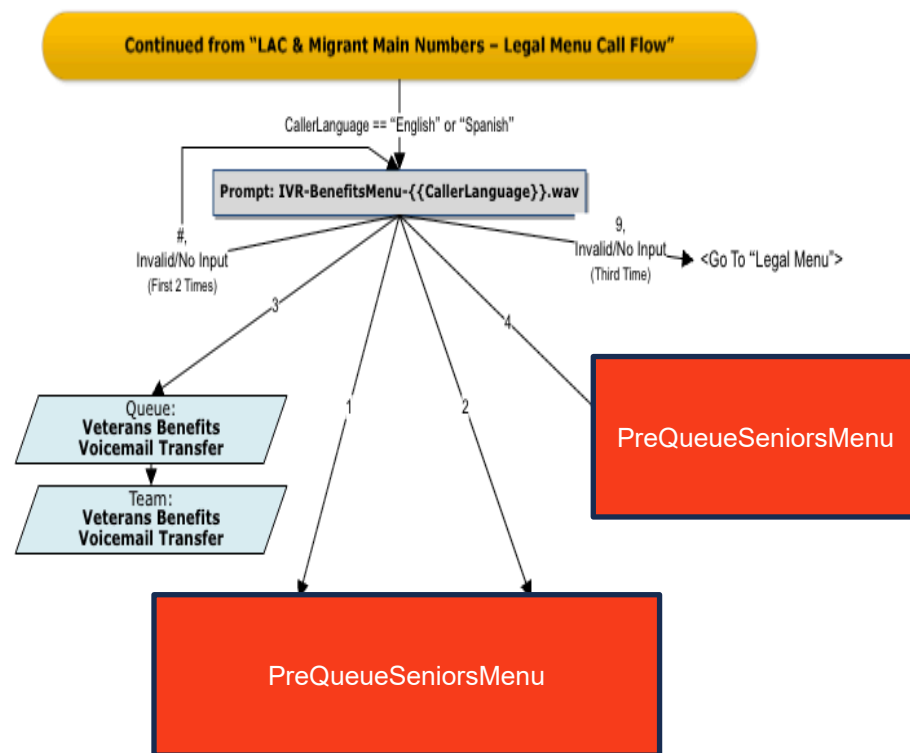 Continued from “LAC & Migrant Main Numbers – Legal Menu Call Flow”
CallerLanguage == “English” or “Spanish”
Prompt: IVR-BenefitsMenu-{{CallerLanguage}}.wav
#,
Invalid/No Input
(First 2 Times)
9,
Invalid/No Input
(Third Time)
<Go To “Legal Menu”>
3
1
2
4
Queue:
Veterans Benefits
Voicemail Transfer
Team:
Veterans Benefits
Voicemail Transfer
PreQueueSeniorsMenu
PreQueueSeniorsMenu